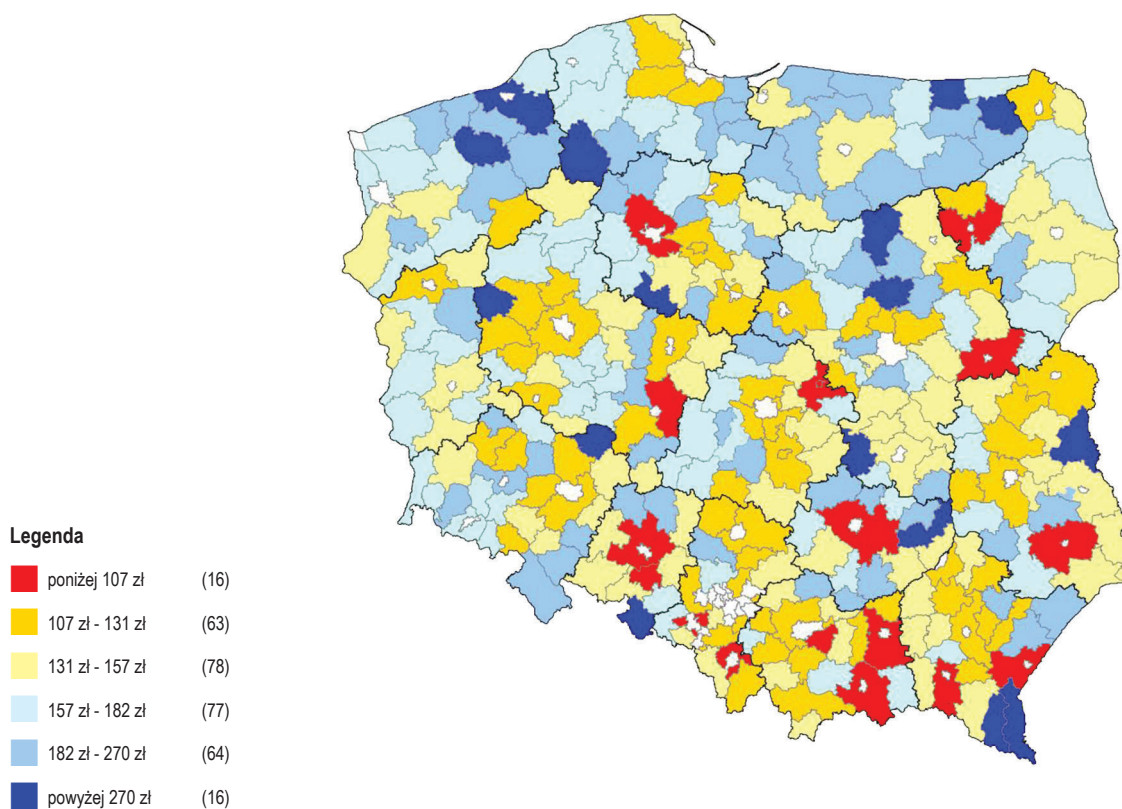 Legenda
poniżej 107 zł (16)
107 zł - 131 zł (63)
131 zł - 157 zł (78)
157 zł - 182 zł (77)
182 zł - 270 zł (64)
powyżej 270 zł (16)